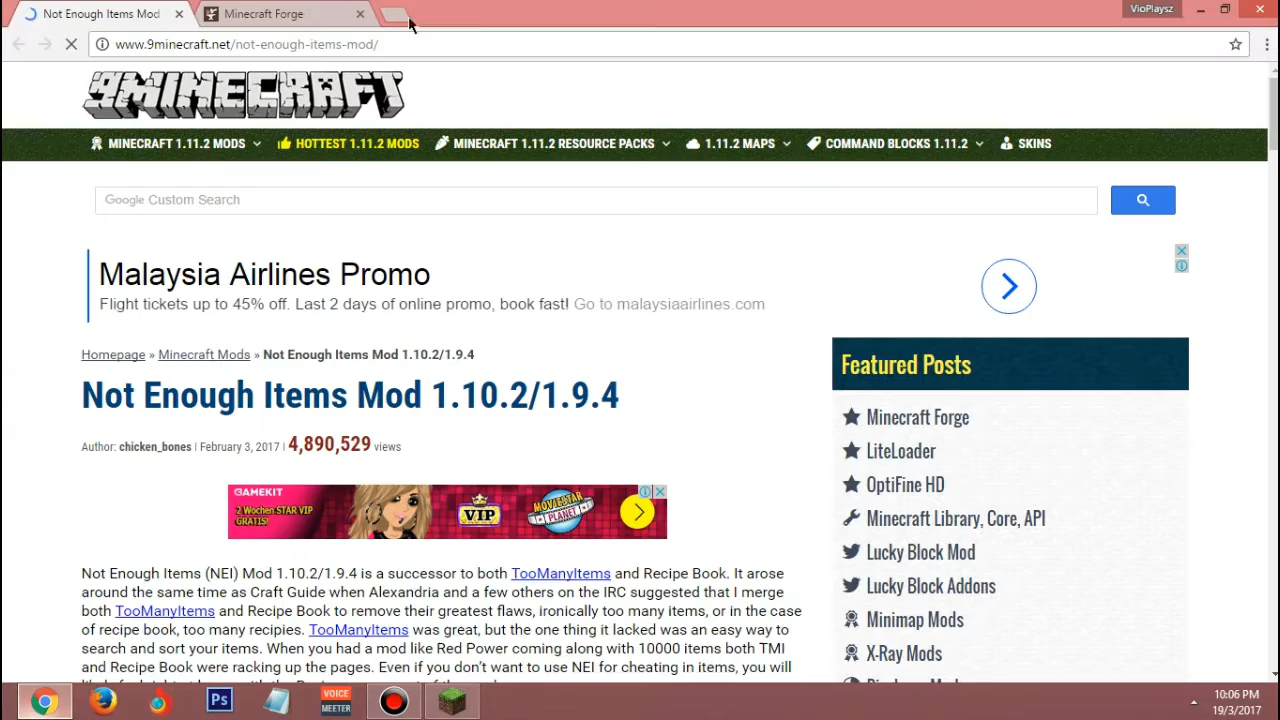 Not Enough Items Mod
Minecraft Forge
VioPlaysz
www.9minecraft.net/not-enough-items-mod/
9MINECRAFT
MINECRAFT 1.11.2 MODS
HOTTEST 1.11.2 MODS
MINECRAFT 1.11.2 RESOURCE PACKS
1.11.2 MAPS
COMMAND BLOCKS 1.11.2
SKINS
Google Custom Search
Malaysia Airlines Promo
Flight tickets up to 45% off. Last 2 days of online promo, book fast! Go to malaysiaairlines.com
Homepage » Minecraft Mods » Not Enough Items Mod 1.10.2/1.9.4
Not Enough Items Mod 1.10.2/1.9.4
Author: chicken_bones | February 3, 2017 | 4,890,529 views
GAMEKIT
2 Wochen STAR VIP
GRATIS!
VIP
MOVIESTAR
PLANET
Not Enough Items (NEI) Mod 1.10.2/1.9.4 is a successor to both TooManyItems and Recipe Book. It arose
around the same time as Craft Guide when Alexandria and a few others on the IRC suggested that I merge
both TooManyItems and Recipe Book to remove their greatest flaws, ironically too many items, or in the case
of recipe book, too many recipies. TooManyItems was great, but the one thing it lacked was an easy way to
search and sort your items. When you had a mod like Red Power coming along with 10000 items both TMI
and Recipe Book were racking up the pages. Even if you don't want to use NEI for cheating in items, you will
Featured Posts
Minecraft Forge
LiteLoader
OptiFine HD
Minecraft Library, Core, API
Lucky Block Mod
Lucky Block Addons
Minimap Mods
X-Ray Mods
Ps
VOICE
MEETER
10:06 PM
19/3/2017